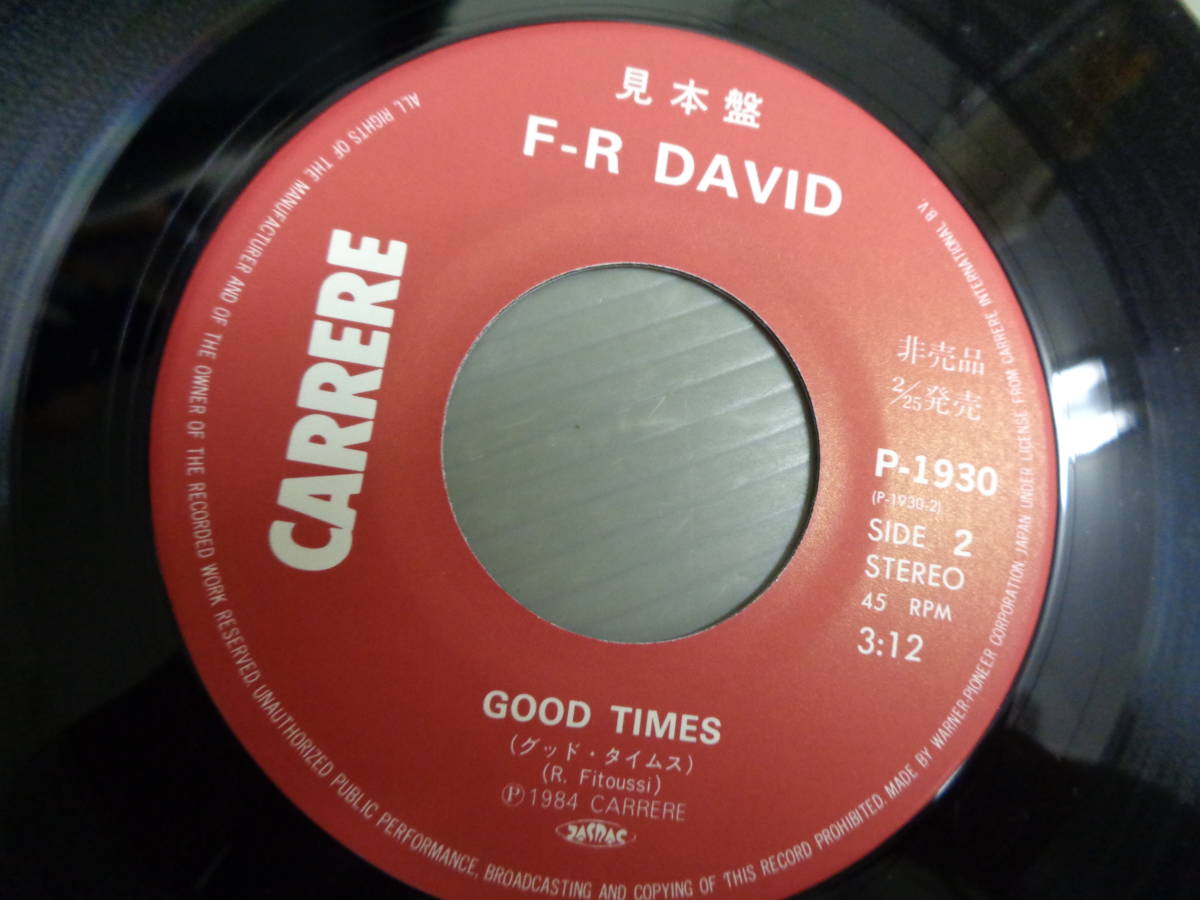 見本盤
F-R DAVID
CARRERE
非売品
2/25発売
P-1930
(P-1930-2)
SIDE 2
STEREO
45 RPM
3:12
GOOD TIMES
(グッド・タイムス)
(R. Fitoussi)
Ⓟ1984 CARRERE
JASRAC
ALL RIGHTS OF THE MANUFACTURER AND OF THE OWNER OF THE RECORDED WORK RESERVED. UNAUTHORIZED PUBLIC PERFORMANCE, BROADCASTING AND COPYING OF THIS RECORD PROHIBITED. MADE BY WARNER-PIONEER CORPORATION, JAPAN UNDER LICENSE FROM CARRERE INTERNATIONAL B.V.